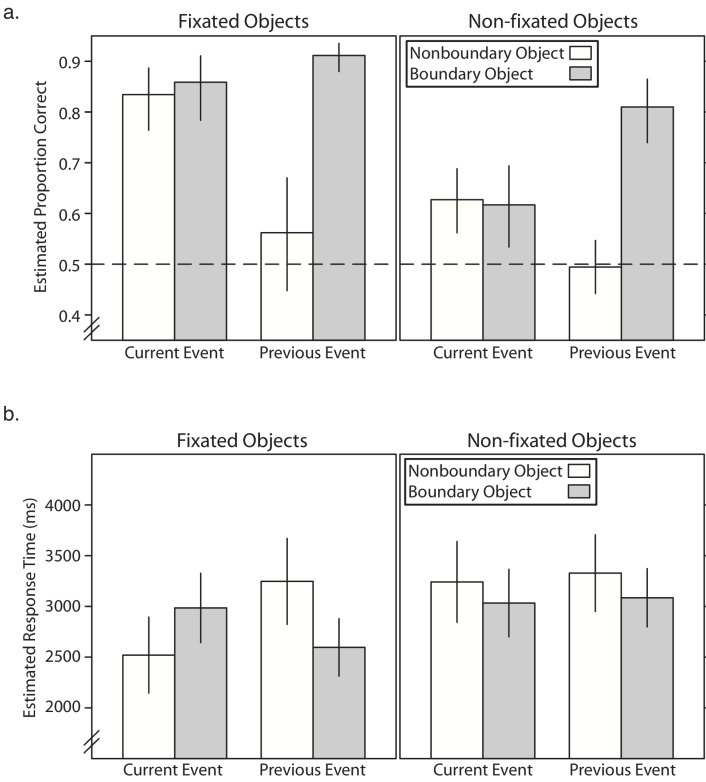 a.
Fixated Objects
Non-fixated Objects
Nonboundary Object
Boundary Object
Estimated Proportion Correct
0.9
0.8
0.7
0.6
0.5
0.4
Current Event
Previous Event
Current Event
Previous Event
b.
Fixated Objects
Non-fixated Objects
Nonboundary Object
Boundary Object
Estimated Response Time (ms)
4000
3500
3000
2500
2000
Current Event
Previous Event
Current Event
Previous Event